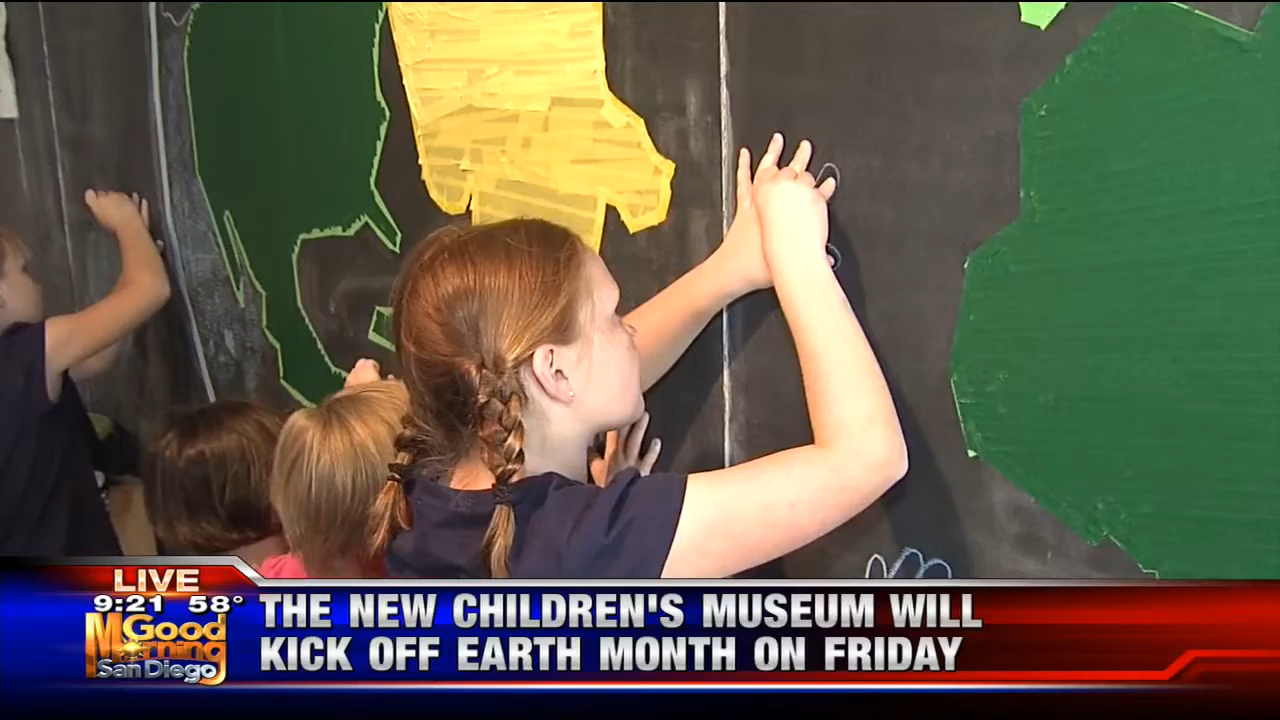 LIVE
9:21 58°
Good
Morning
San Diego
THE NEW CHILDREN'S MUSEUM WILL
KICK OFF EARTH MONTH ON FRIDAY